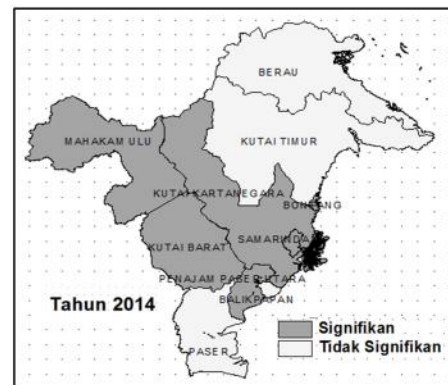 BERAU
MAHAKAM ULU
KUTAI TIMUR
KUTAI KARTANEGARA
BONTANG
SAMARINDA
KUTAI BARAT
PENAJAM PASER UTARA
BALIKPAPAN
PASER
Tahun 2014
Signifikan
Tidak Signifikan